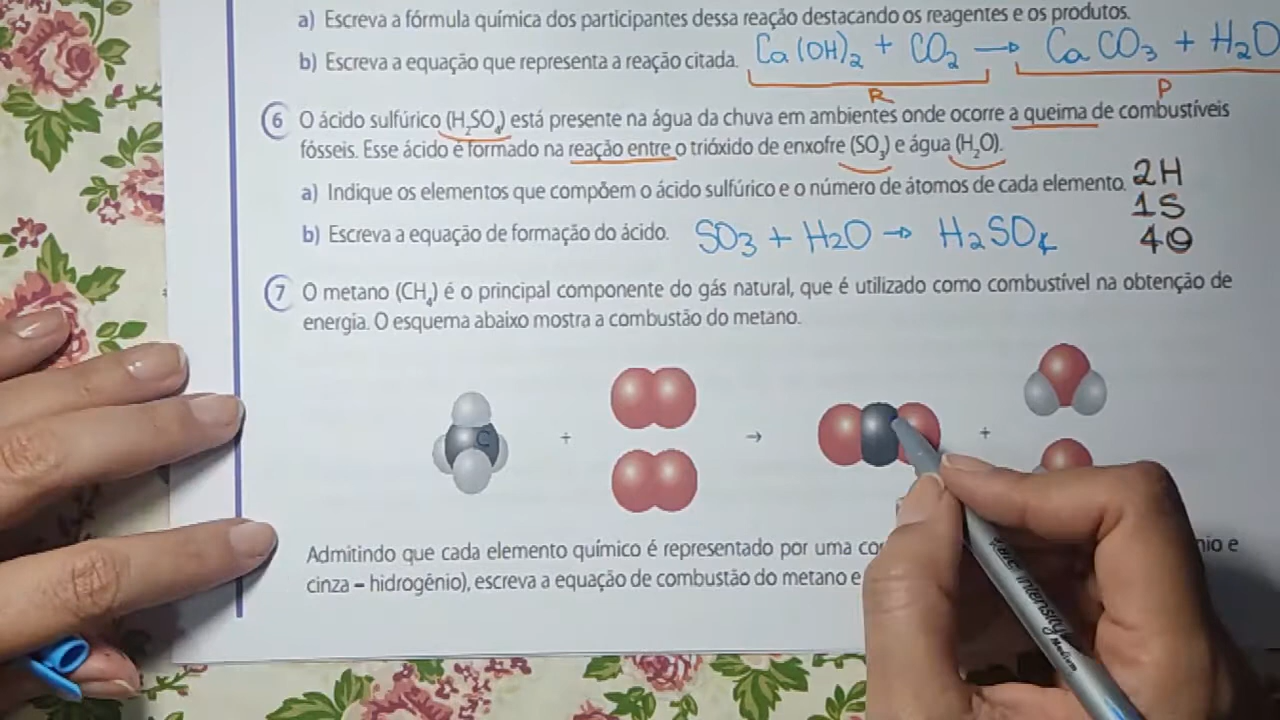 a) Escreva a fórmula química dos participantes dessa reação destacando os reagentes e os produtos.
b) Escreva a equação que representa a reação citada. Ca(OH)₂ + CO₂ → CaCO₃ + H₂O
R P
6 O ácido sulfúrico (H₂SO₄) está presente na água da chuva em ambientes onde ocorre a queima de combustíveis
fósseis. Esse ácido é formado na reação entre o trióxido de enxofre (SO₃) e água (H₂O).
a) Indique os elementos que compõem o ácido sulfúrico e o número de átomos de cada elemento. 2H
1S
b) Escreva a equação de formação do ácido. SO₃ + H₂O → H₂SO₄ 4O
7 O metano (CH₄) é o principal componente do gás natural, que é utilizado como combustível na obtenção de
energia. O esquema abaixo mostra a combustão do metano.
C + → +
Admitindo que cada elemento químico é representado por uma e
cinza – hidrogênio), escreva a equação de combustão do metano e
intensity
Medium